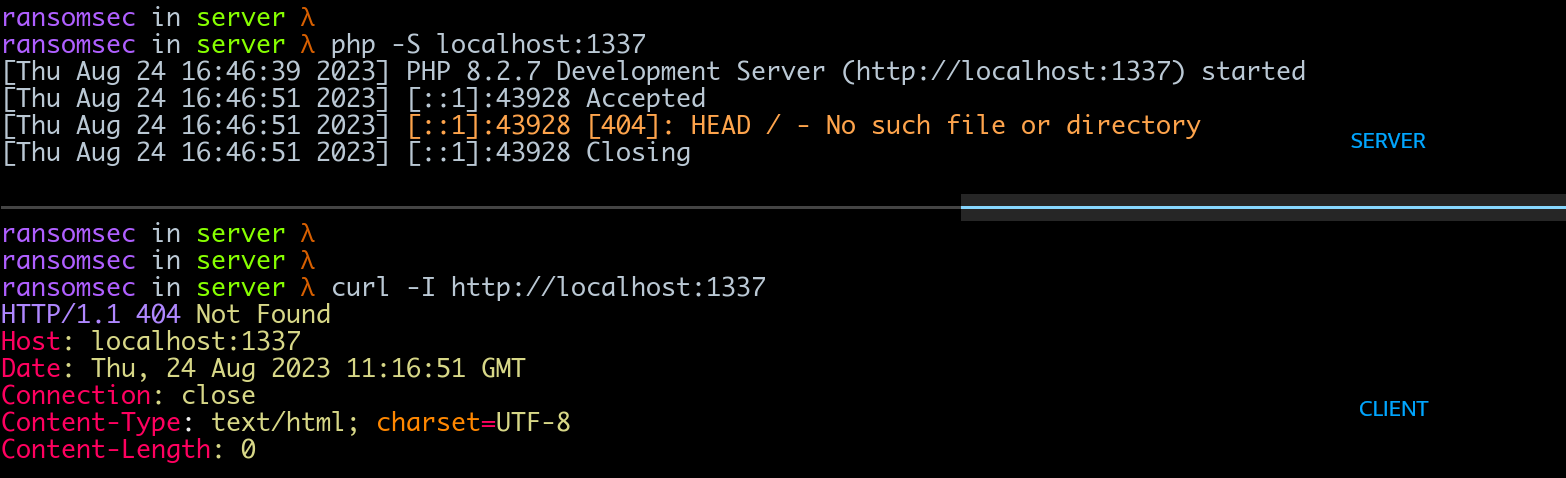 ransomsec in server λ
ransomsec in server λ php -S localhost:1337
[Thu Aug 24 16:46:39 2023] PHP 8.2.7 Development Server (http://localhost:1337) started
[Thu Aug 24 16:46:51 2023] [::1]:43928 Accepted
[Thu Aug 24 16:46:51 2023] [::1]:43928 [404]: HEAD / - No such file or directory
SERVER
[Thu Aug 24 16:46:51 2023] [::1]:43928 Closing
ransomsec in server λ
ransomsec in server λ
ransomsec in server λ curl -I http://localhost:1337
HTTP/1.1 404 Not Found
Host: localhost:1337
Date: Thu, 24 Aug 2023 11:16:51 GMT
Connection: close
CLIENT
Content-Type: text/html; charset=UTF-8
Content-Length: 0